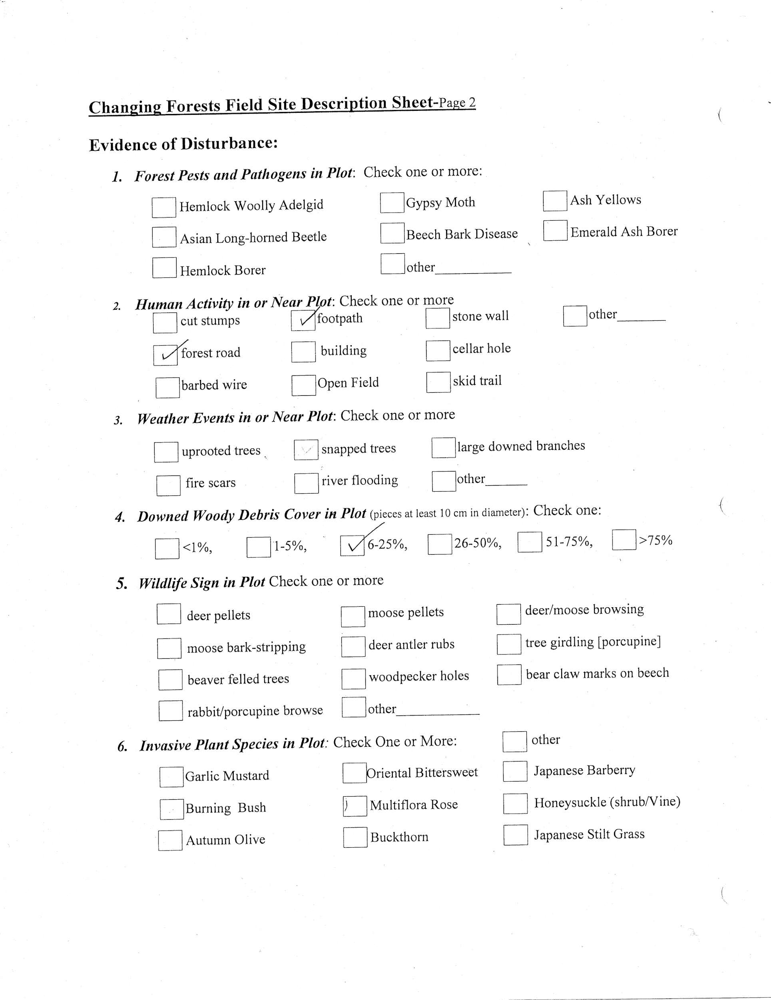 Changing Forests Field Site Description Sheet-Page 2
Evidence of Disturbance:
1. Forest Pests and Pathogens in Plot: Check one or more:
Hemlock Woolly Adelgid Gypsy Moth Ash Yellows
Asian Long-horned Beetle Beech Bark Disease Emerald Ash Borer
Hemlock Borer other____________
2. Human Activity in or Near Plot: Check one or more
cut stumps ✓ footpath stone wall other________
✓ forest road building cellar hole
barbed wire Open Field skid trail
3. Weather Events in or Near Plot: Check one or more
uprooted trees ✓ snapped trees large downed branches
fire scars river flooding other_______
4. Downed Woody Debris Cover in Plot (pieces at least 10 cm in diameter): Check one:
<1%, 1-5%, ✓ 6-25%, 26-50%, 51-75%, >75%
5. Wildlife Sign in Plot Check one or more
deer pellets moose pellets deer/moose browsing
moose bark-stripping deer antler rubs tree girdling [porcupine]
beaver felled trees woodpecker holes bear claw marks on beech
rabbit/porcupine browse other_____________
6. Invasive Plant Species in Plot: Check One or More: other
Garlic Mustard Oriental Bittersweet Japanese Barberry
Burning Bush Multiflora Rose Honeysuckle (shrub/Vine)
Autumn Olive Buckthorn Japanese Stilt Grass